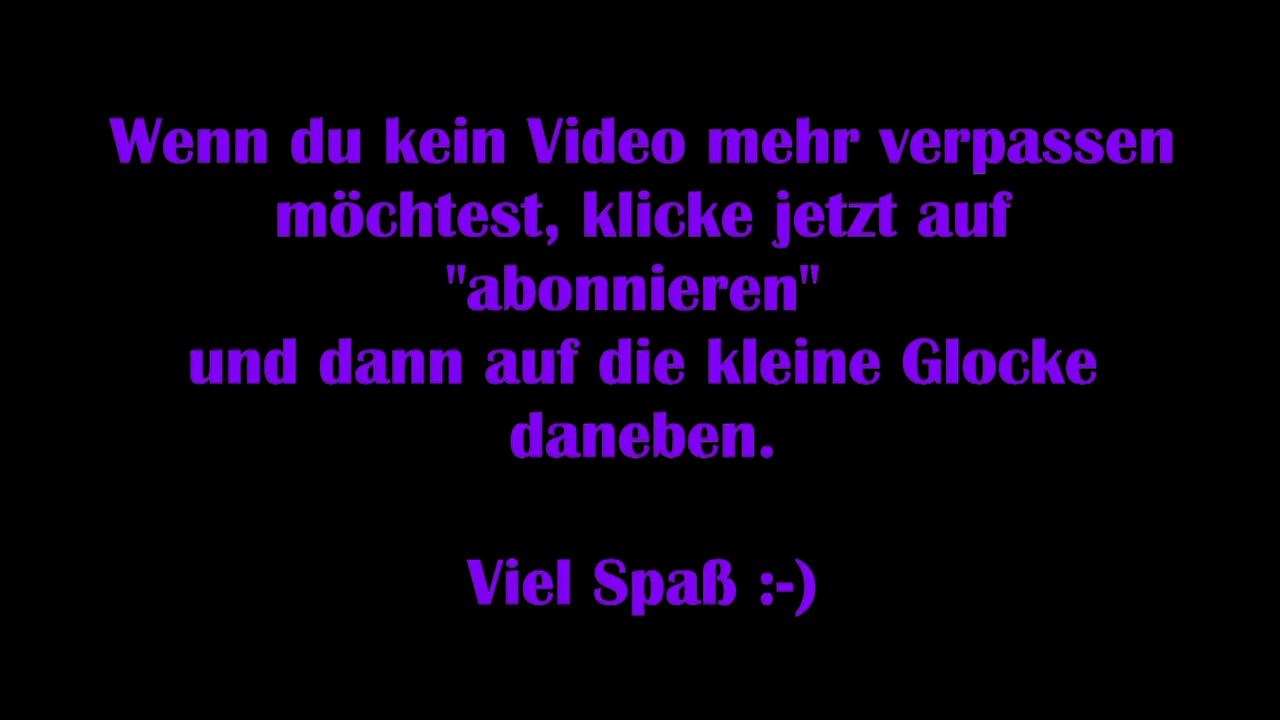 Wenn du kein Video mehr verpassen
möchtest, klicke jetzt auf
"abonnieren"
und dann auf die kleine Glocke
daneben.
Viel Spaß :-)